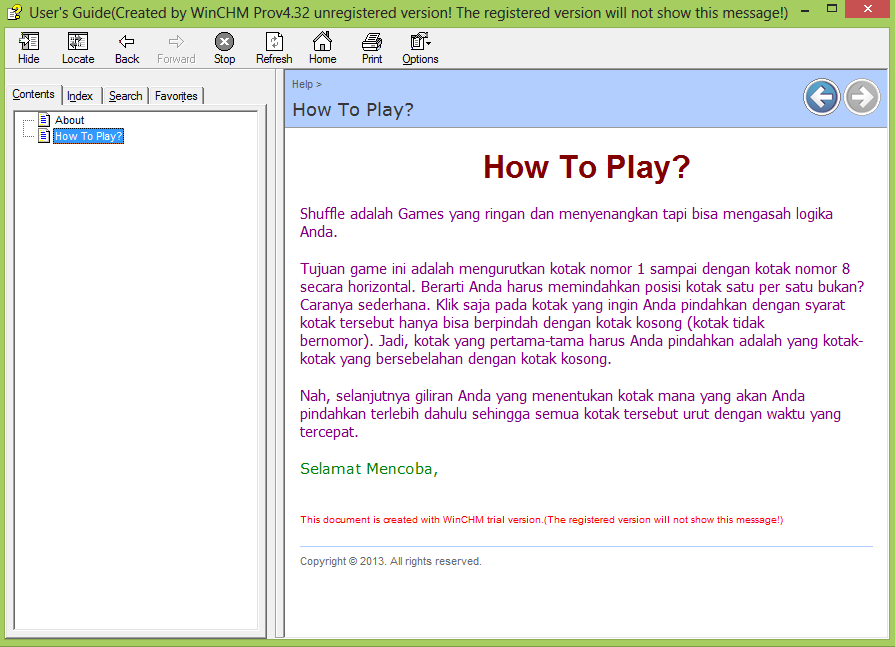 User's Guide(Created by WinCHM Prov4.32 unregistered version! The registered version will not show this message!)
Hide Locate Back Forward Stop Refresh Home Print Options
Contents Index Search Favorites
About
How To Play?
Help >
How To Play?
How To Play?
Shuffle adalah Games yang ringan dan menyenangkan tapi bisa mengasah logika
Anda.
Tujuan game ini adalah mengurutkan kotak nomor 1 sampai dengan kotak nomor 8
secara horizontal. Berarti Anda harus memindahkan posisi kotak satu per satu bukan?
Caranya sederhana. Klik saja pada kotak yang ingin Anda pindahkan dengan syarat
kotak tersebut hanya bisa berpindah dengan kotak kosong (kotak tidak
bernomor). Jadi, kotak yang pertama-tama harus Anda pindahkan adalah yang kotak-
kotak yang bersebelahan dengan kotak kosong.
Nah, selanjutnya giliran Anda yang menentukan kotak mana yang akan Anda
pindahkan terlebih dahulu sehingga semua kotak tersebut urut dengan waktu yang
tercepat.
Selamat Mencoba,
This document is created with WinCHM trial version.(The registered version will not show this message!)
Copyright © 2013. All rights reserved.